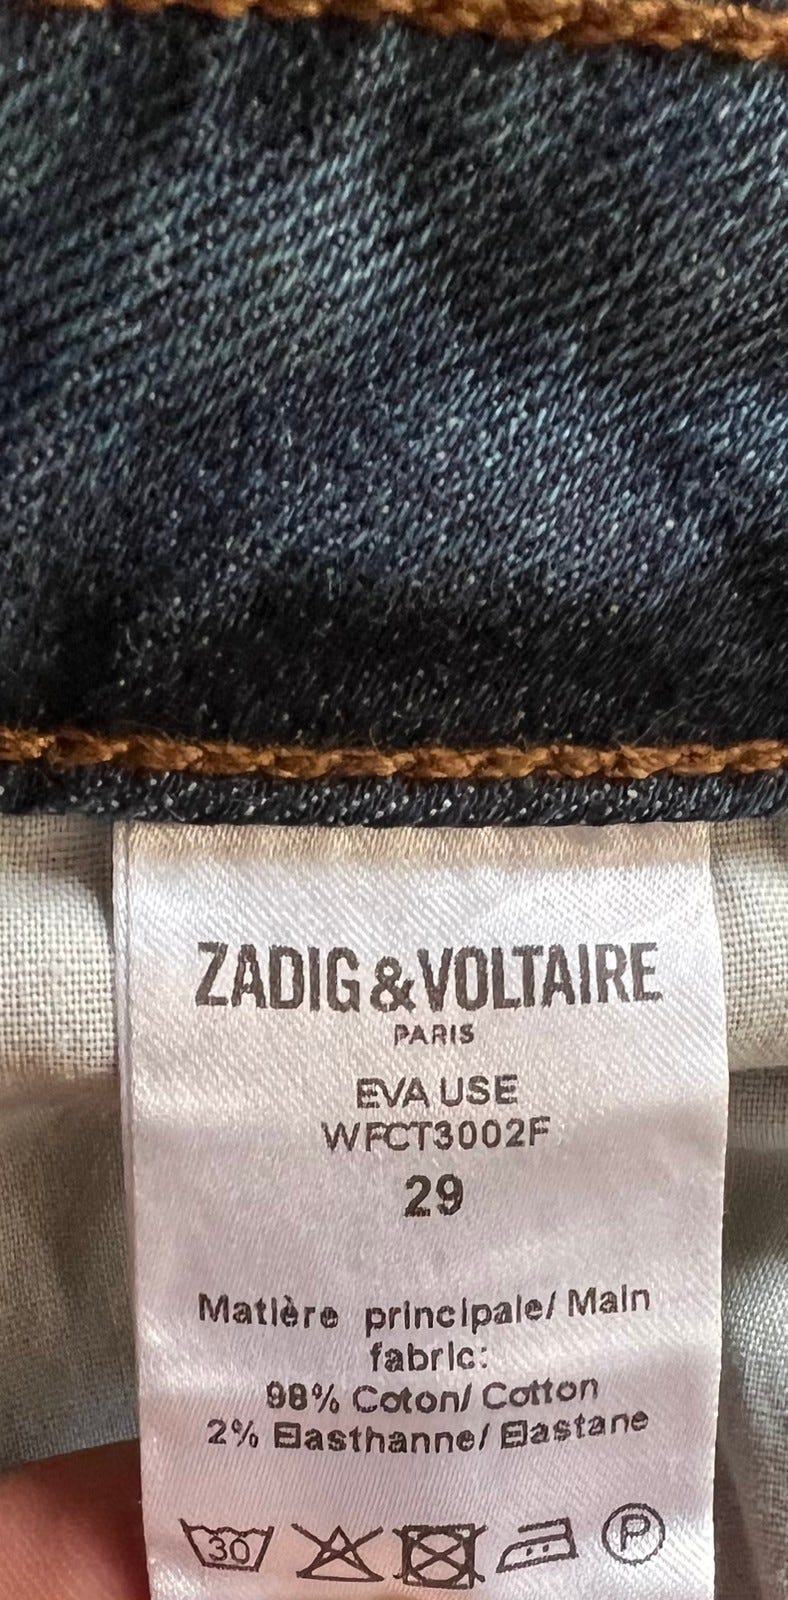 ZADIG&VOLTAIRE
PARIS
EVA USE
WFCT3002F
29
Matière principale/ Main
fabric:
98% Coton/ Cotton
2% Elasthanne/ Elastane
30 P